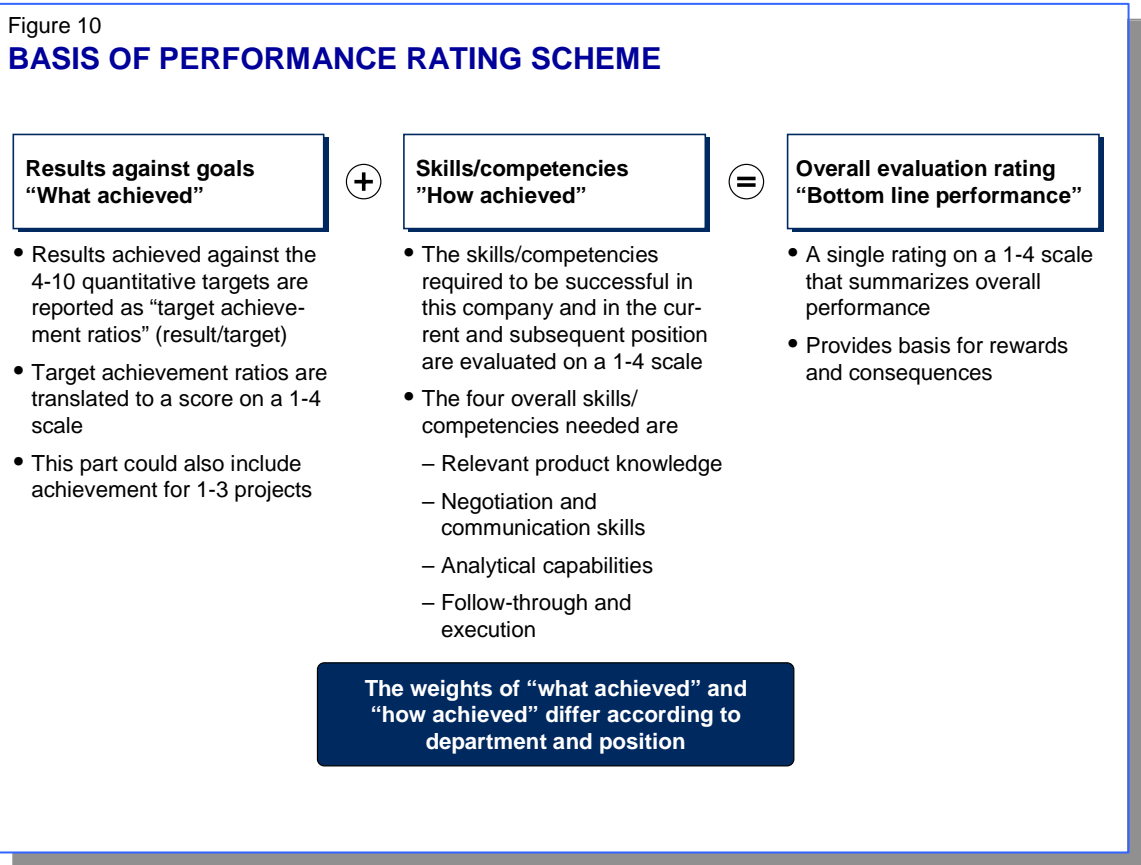 Figure 10
BASIS OF PERFORMANCE RATING SCHEME
Results against goals
“What achieved”
+
Skills/competencies
”How achieved”
=
Overall evaluation rating
“Bottom line performance”
• Results achieved against the
4-10 quantitative targets are
reported as “target achieve-
ment ratios” (result/target)
• Target achievement ratios are
translated to a score on a 1-4
scale
• This part could also include
achievement for 1-3 projects
• The skills/competencies
required to be successful in
this company and in the cur-
rent and subsequent position
are evaluated on a 1-4 scale
• The four overall skills/
competencies needed are
– Relevant product knowledge
– Negotiation and
communication skills
– Analytical capabilities
– Follow-through and
execution
• A single rating on a 1-4 scale
that summarizes overall
performance
• Provides basis for rewards
and consequences
The weights of “what achieved” and
“how achieved” differ according to
department and position